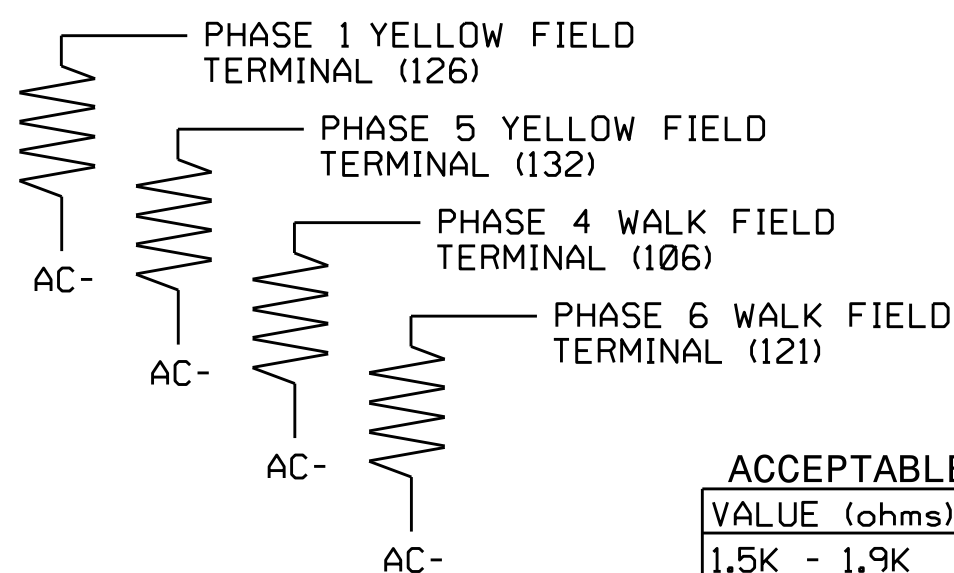 PHASE 1 YELLOW FIELD
TERMINAL (126)
PHASE 5 YELLOW FIELD
TERMINAL (132)
PHASE 4 WALK FIELD
TERMINAL (106)
AC-
PHASE 6 WALK FIELD
TERMINAL (121)
AC-
AC-
ACCEPTABLE
VALUE (ohms)
1.5K - 1.9K
AC-